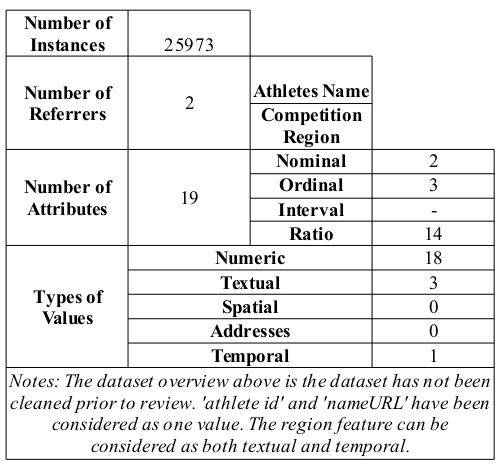 Number of
Instances
25973
Number of
Referrers
2
Athletes Name
Competition
Region
Number of
Attributes
19
Nominal 2
Ordinal 3
Interval -
Ratio 14
Types of
Values
Numeric 18
Textual 3
Spatial 0
Addresses 0
Temporal 1
Notes: The dataset overview above is the dataset has not been
cleaned prior to review. 'athlete id' and 'nameURL' have been
considered as one value. The region feature can be
considered as both textual and temporal.